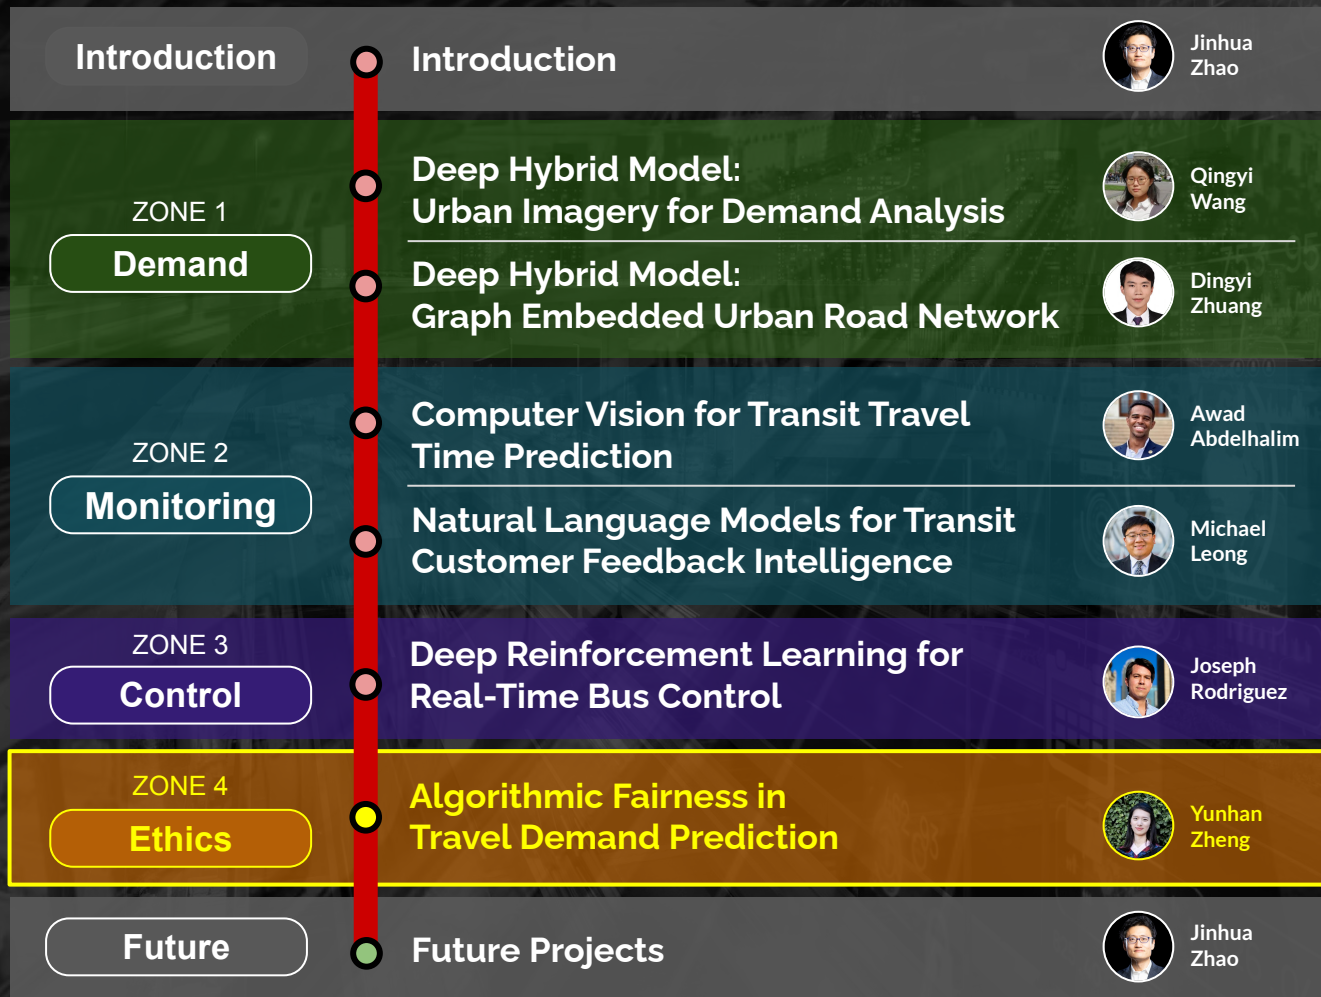 Introduction
Introduction
Jinhua
Zhao
ZONE 1
Demand
Deep Hybrid Model:
Urban Imagery for Demand Analysis
Qingyi
Wang
Deep Hybrid Model:
Graph Embedded Urban Road Network
Dingyi
Zhuang
ZONE 2
Monitoring
Computer Vision for Transit Travel
Time Prediction
Awad
Abdelhalim
Natural Language Models for Transit
Customer Feedback Intelligence
Michael
Leong
ZONE 3
Control
Deep Reinforcement Learning for
Real-Time Bus Control
Joseph
Rodriguez
ZONE 4
Ethics
Algorithmic Fairness in
Travel Demand Prediction
Yunhan
Zheng
Future
Future Projects
Jinhua
Zhao